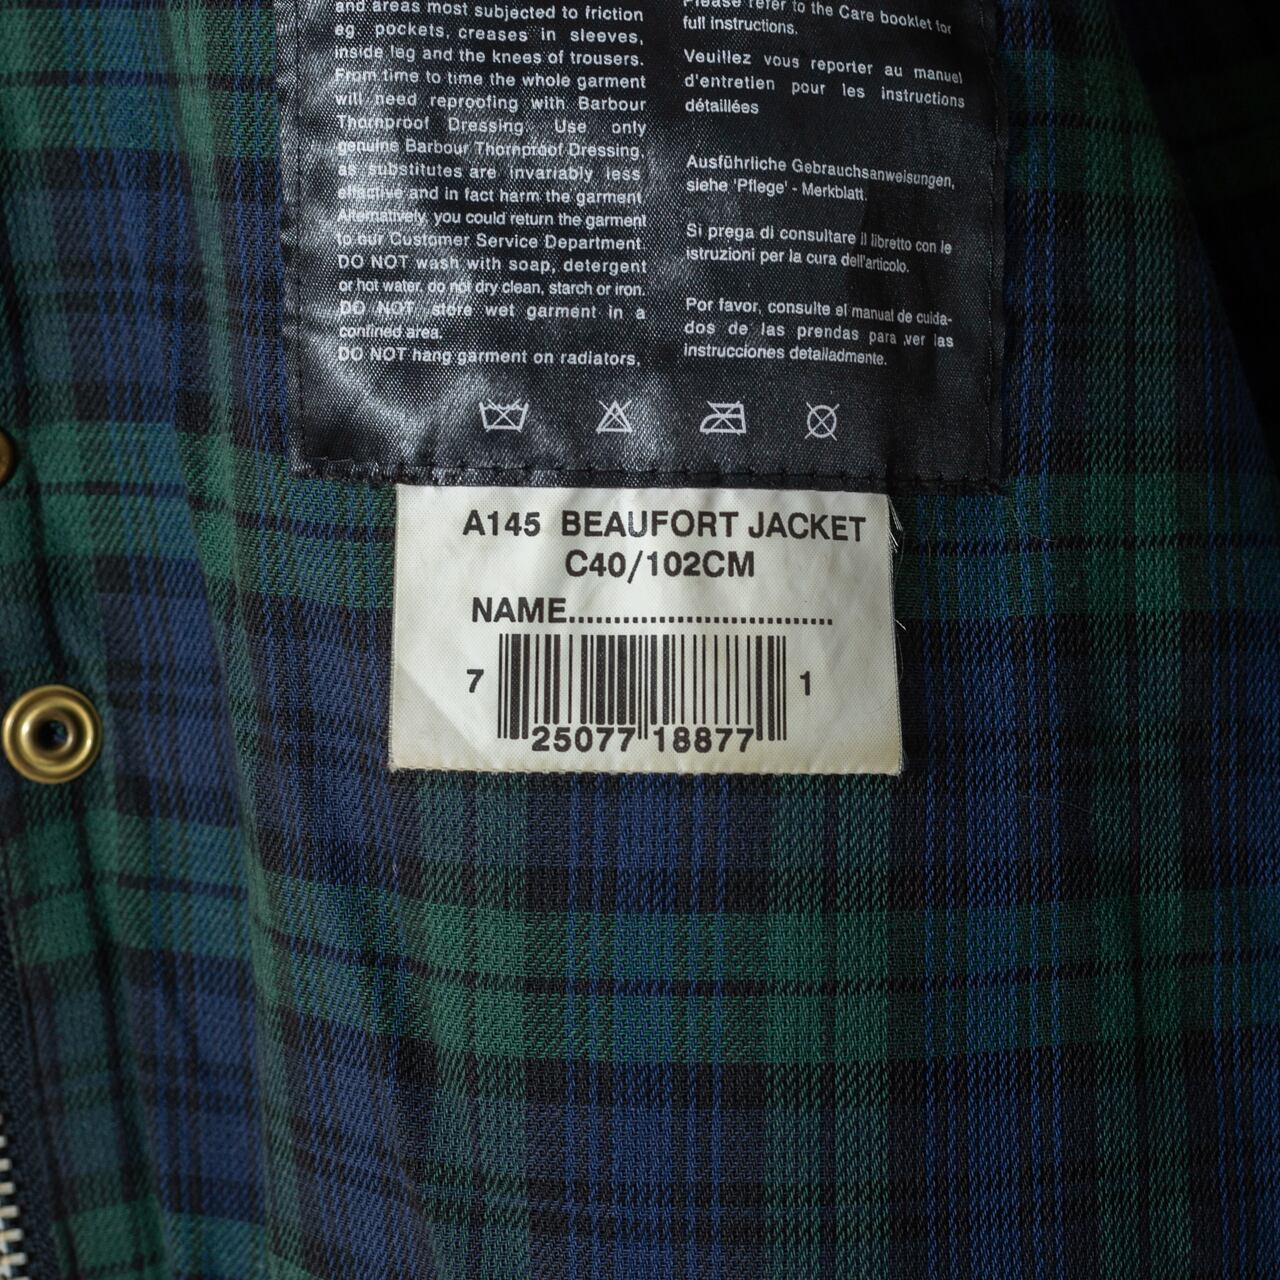 and areas most subjected to friction
eg pockets, creases in sleeves,
inside leg and the knees of trousers.
From time to time the whole garment
will need reproofing with Barbour
Thornproof Dressing. Use only
genuine Barbour Thornproof Dressing,
as substitutes are invariably less
effective and in fact harm the garment
Alternatively, you could return the garment
to our Customer Service Department.
DO NOT wash with soap, detergent
or hot water, do not dry clean, starch or iron.
DO NOT store wet garment in a
confined area.
DO NOT hang garment on radiators,
Please refer to the Care booklet for
full instructions.
Veuillez vous reporter au manuel
d'entretien pour les instructions
détaillées
Ausführliche Gebrauchsanweisungen,
siehe 'Pflege' - Merkblatt.
Si prega di consultare il libretto con le
istruzioni per la cura dell'articolo.
Por favor, consulte el manual de cuida-
dos de las prendas para ver las
instrucciones detalladmente.
A145 BEAUFORT JACKET
C40/102CM
NAME.............................
7 25077 18877 1